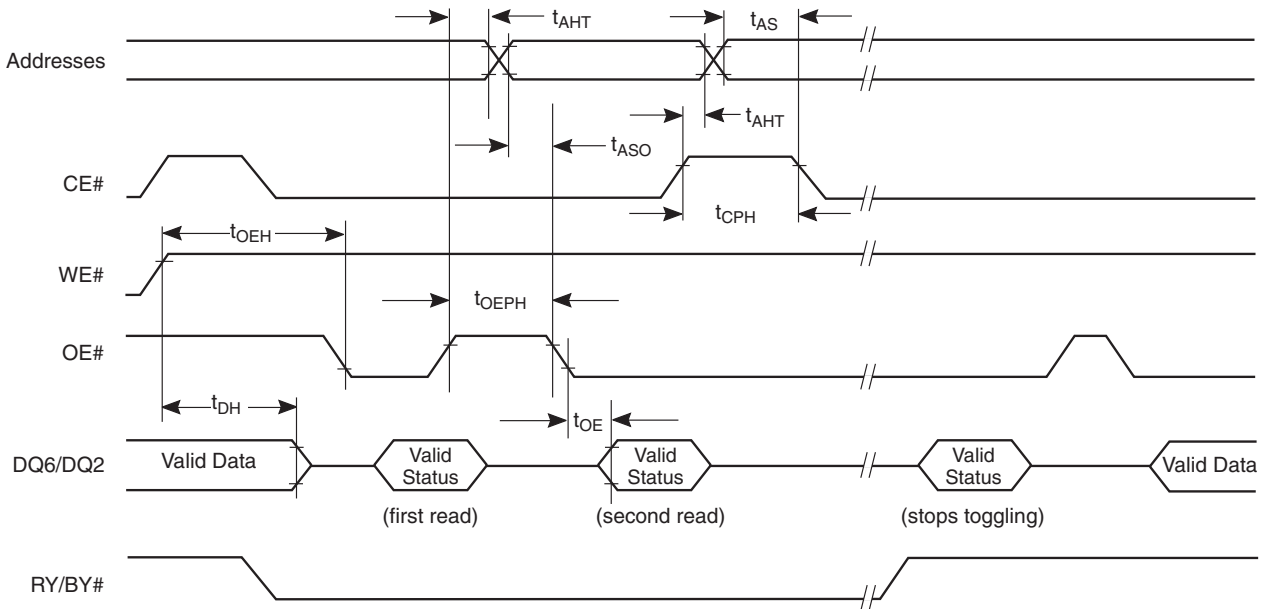 tAHT
tAS
Addresses
tAHT
tASO
CE#
tCPH
tOEH
WE#
tOEPH
OE#
tDH
tOE
DQ6/DQ2
Valid Data
Valid
Status
Valid
Status
Valid
Status
Valid Data
(first read)
(second read)
(stops toggling)
RY/BY#